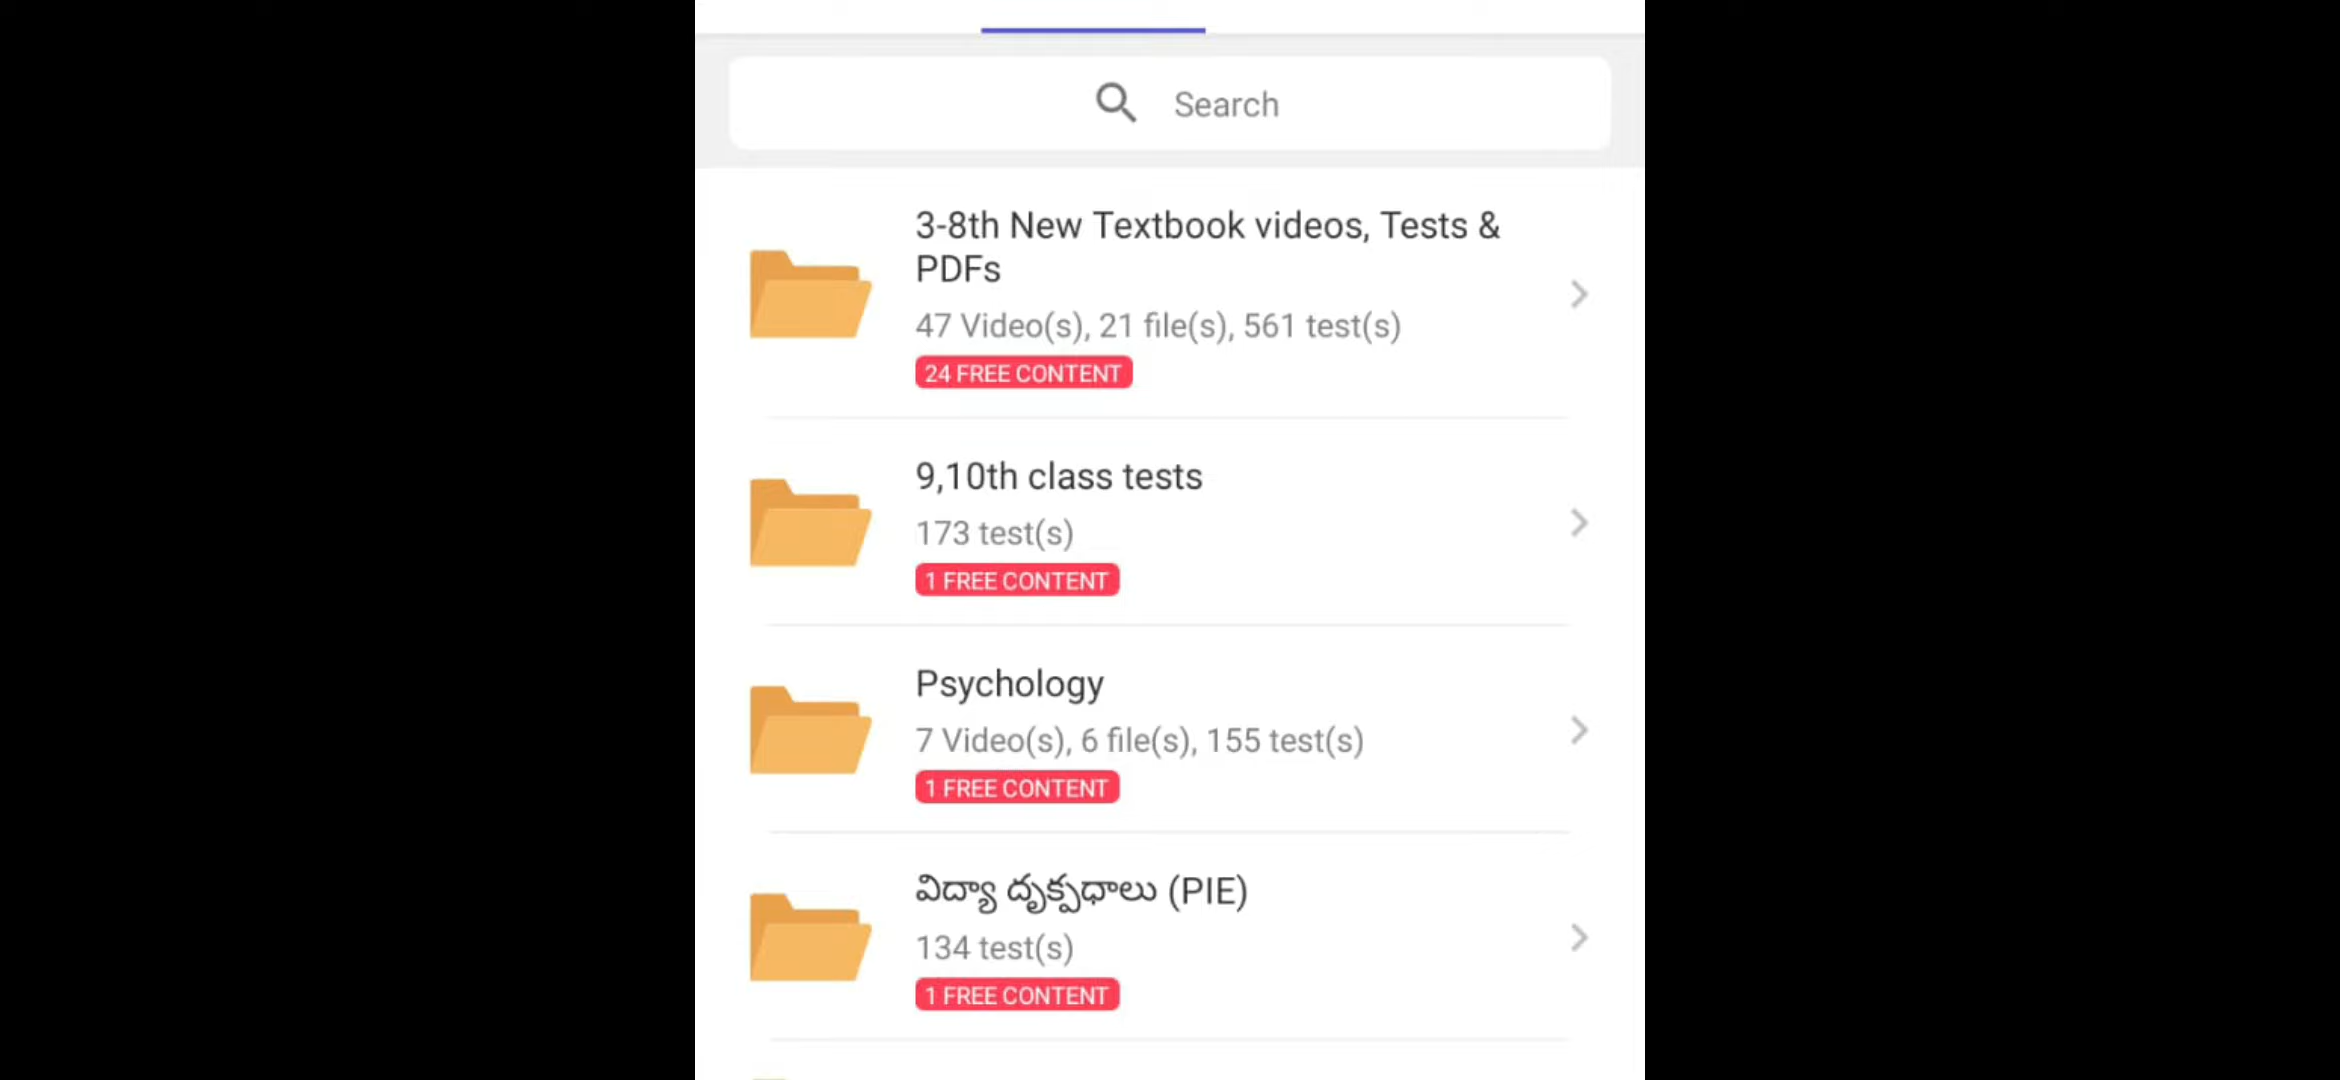 Search
3-8th New Textbook videos, Tests &
PDFs
47 Video(s), 21 file(s), 561 test(s)
24 FREE CONTENT
9,10th class tests
173 test(s)
1 FREE CONTENT
Psychology
7 Video(s), 6 file(s), 155 test(s)
1 FREE CONTENT
విద్యా దృక్పధాలు (PIE)
134 test(s)
1 FREE CONTENT